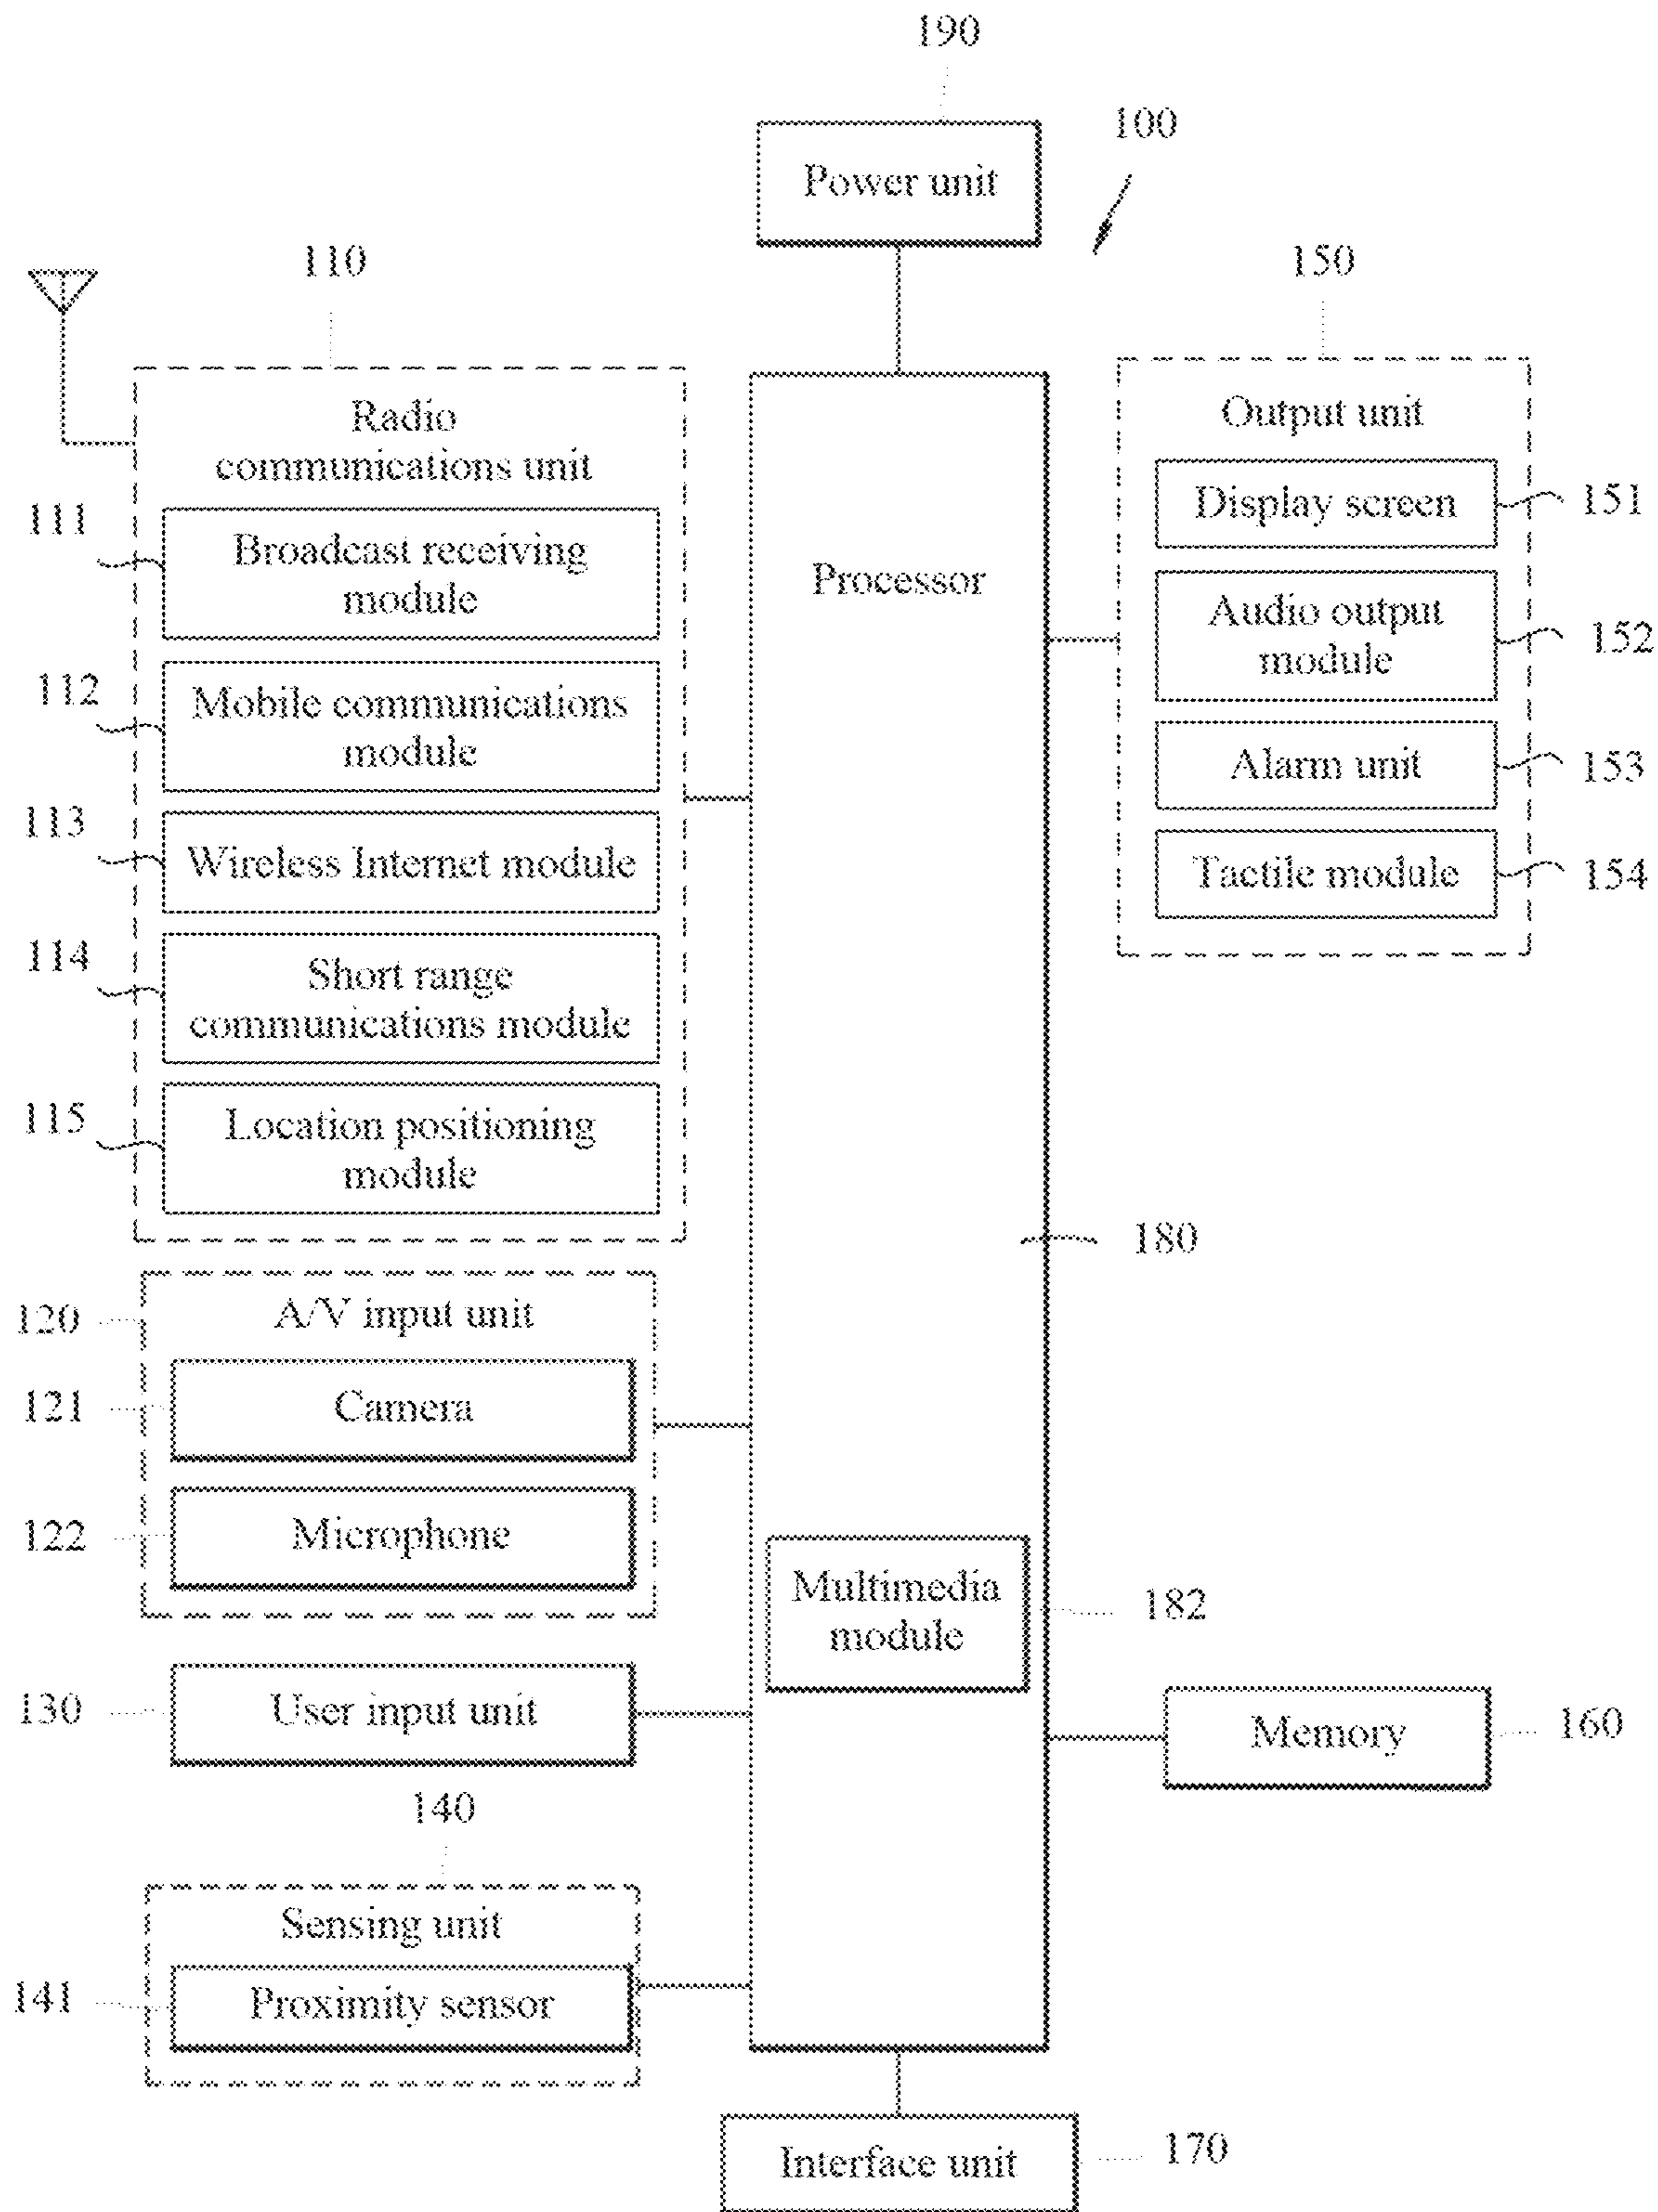 190
100
Power unit
110
150
Radio
communications unit
111
Broadcast receiving
module
112
Mobile communications
module
113
Wireless Internet module
114
Short range
communications module
115
Location positioning
module
Processor
Output unit
Display screen
151
Audio output
module
152
Alarm unit
153
Tactile module
154
180
120
A/V input unit
121
Camera
122
Microphone
Multimedia
module
182
130
User input unit
Memory
160
140
Sensing unit
141
Proximity sensor
Interface unit
170